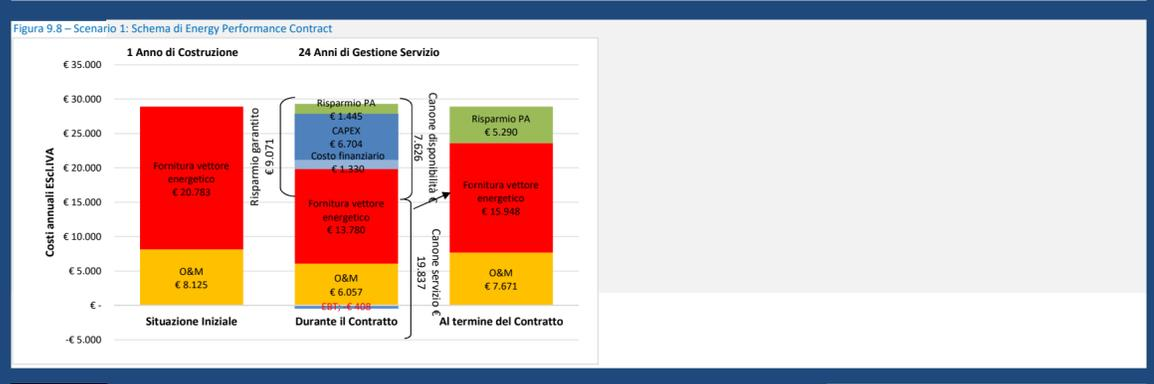 Figura 9.8 – Scenario 1: Schema di Energy Performance Contract
1 Anno di Costruzione
24 Anni di Gestione Servizio
Costi annuali EScl.IVA
€ 35.000
€ 30.000
€ 25.000
€ 20.000
€ 15.000
€ 10.000
€ 5.000
€ -
-€ 5.000
Fornitura vettore
energetico
€ 20.783
O&M
€ 8.125
Situazione Iniziale
Risparmio garantito
€ 9.071
Risparmio PA
€ 1.445
CAPEX
€ 6.704
Costo finanziario
€ 1.330
Fornitura vettore
energetico
€ 13.780
O&M
€ 6.057
EBT; -€ 408
Durante il Contratto
Canone disponibilità €
7.626
Canone servizio €
19.837
Risparmio PA
€ 5.290
Fornitura vettore
energetico
€ 15.948
O&M
€ 7.671
Al termine del Contratto